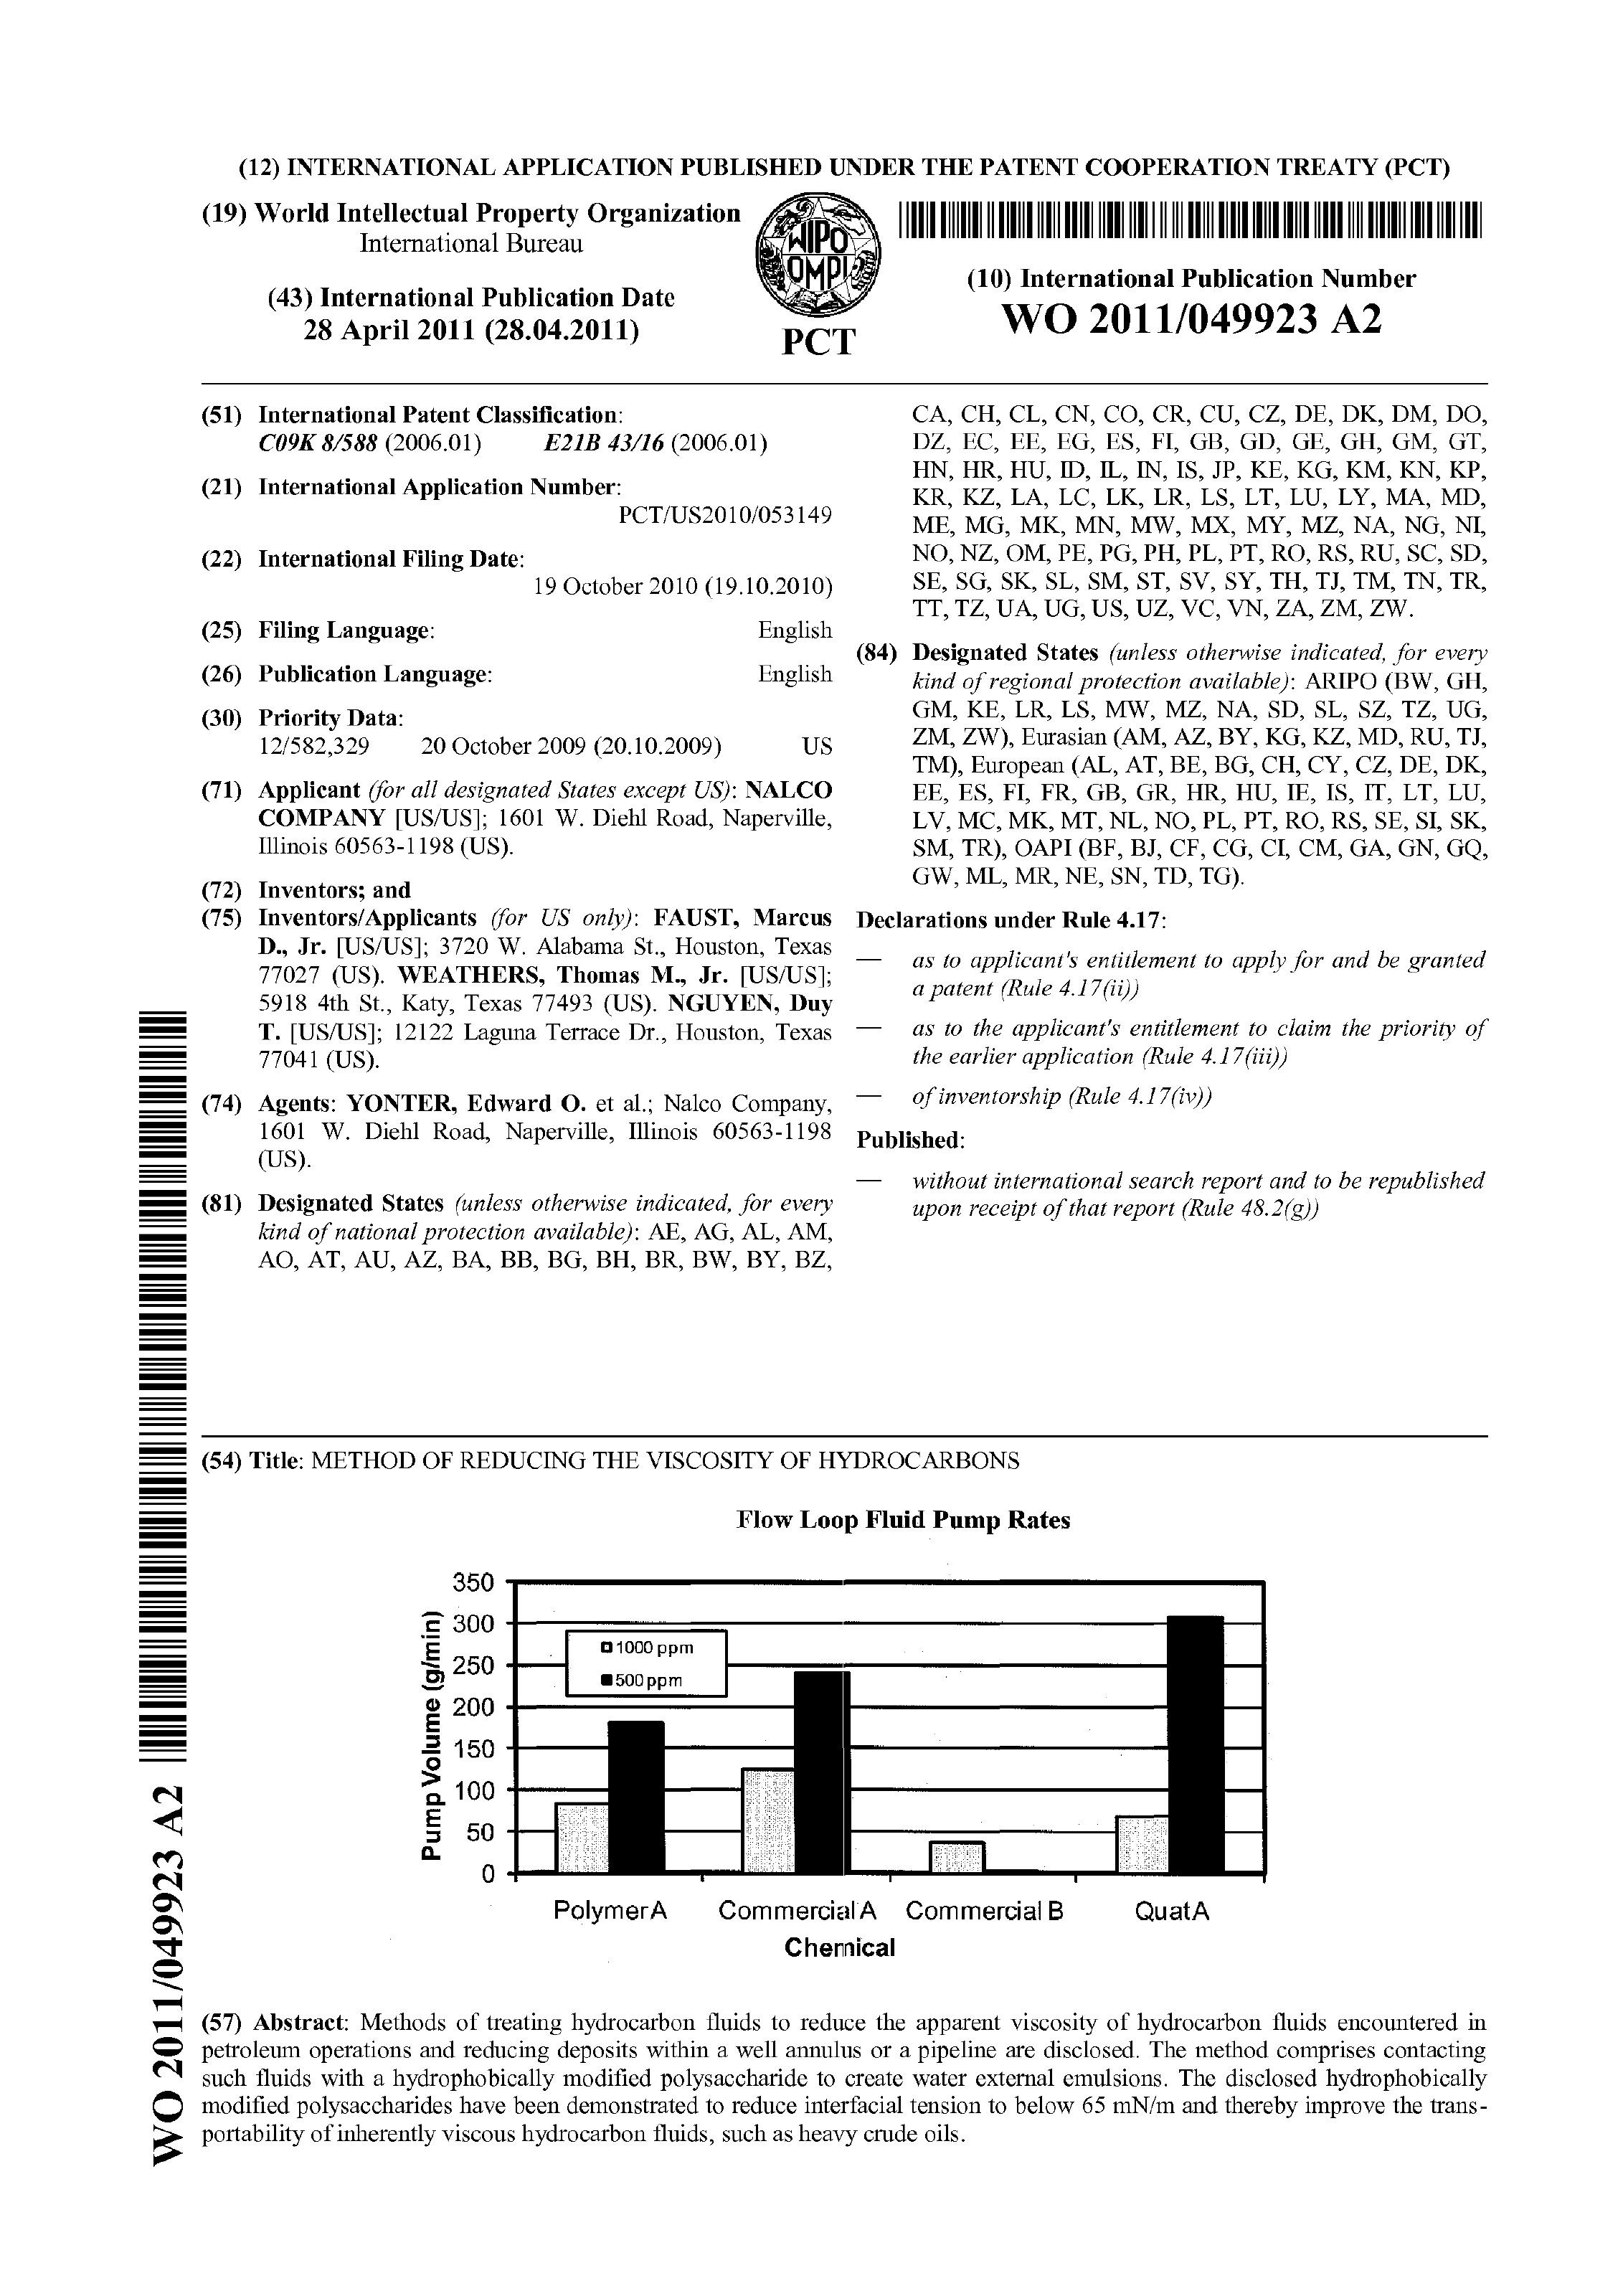 (12) INTERNATIONAL APPLICATION PUBLISHED UNDER THE PATENT COOPERATION TREATY (PCT)
(19) World Intellectual Property Organization
International Bureau
(43) International Publication Date
28 April 2011 (28.04.2011)
WIPO
OMPI
PCT
(10) International Publication Number
WO 2011/049923 A2
(51) International Patent Classification:
C09K 8/588 (2006.01) E21B 43/16 (2006.01)
(21) International Application Number:
PCT/US2010/053149
(22) International Filing Date:
19 October 2010 (19.10.2010)
(25) Filing Language: English
(26) Publication Language: English
(30) Priority Data:
12/582,329 20 October 2009 (20.10.2009) US
(71) Applicant (for all designated States except US): NALCO
COMPANY [US/US]; 1601 W. Diehl Road, Naperville,
Illinois 60563-1198 (US).
(72) Inventors; and
(75) Inventors/Applicants (for US only): FAUST, Marcus
D., Jr. [US/US]; 3720 W. Alabama St., Houston, Texas
77027 (US). WEATHERS, Thomas M., Jr. [US/US];
5918 4th St., Katy, Texas 77493 (US). NGUYEN, Duy
T. [US/US]; 12122 Laguna Terrace Dr., Houston, Texas
77041 (US).
(74) Agents: YONTER, Edward O. et al.; Nalco Company,
1601 W. Diehl Road, Naperville, Illinois 60563-1198
(US).
(81) Designated States (unless otherwise indicated, for every
kind of national protection available): AE, AG, AL, AM,
AO, AT, AU, AZ, BA, BB, BG, BH, BR, BW, BY, BZ,
CA, CH, CL, CN, CO, CR, CU, CZ, DE, DK, DM, DO,
DZ, EC, EE, EG, ES, FI, GB, GD, GE, GH, GM, GT,
HN, HR, HU, ID, IL, IN, IS, JP, KE, KG, KM, KN, KP,
KR, KZ, LA, LC, LK, LR, LS, LT, LU, LY, MA, MD,
ME, MG, MK, MN, MW, MX, MY, MZ, NA, NG, NI,
NO, NZ, OM, PE, PG, PH, PL, PT, RO, RS, RU, SC, SD,
SE, SG, SK, SL, SM, ST, SV, SY, TH, TJ, TM, TN, TR,
TT, TZ, UA, UG, US, UZ, VC, VN, ZA, ZM, ZW.
(84) Designated States (unless otherwise indicated, for every
kind of regional protection available): ARIPO (BW, GH,
GM, KE, LR, LS, MW, MZ, NA, SD, SL, SZ, TZ, UG,
ZM, ZW), Eurasian (AM, AZ, BY, KG, KZ, MD, RU, TJ,
TM), European (AL, AT, BE, BG, CH, CY, CZ, DE, DK,
EE, ES, FI, FR, GB, GR, HR, HU, IE, IS, IT, LT, LU,
LV, MC, MK, MT, NL, NO, PL, PT, RO, RS, SE, SI, SK,
SM, TR), OAPI (BF, BJ, CF, CG, CI, CM, GA, GN, GQ,
GW, ML, MR, NE, SN, TD, TG).
Declarations under Rule 4.17:
— as to applicant's entitlement to apply for and be granted
a patent (Rule 4.17(ii))
— as to the applicant's entitlement to claim the priority of
the earlier application (Rule 4.17(iii))
— of inventorship (Rule 4.17(iv))
Published:
— without international search report and to be republished
upon receipt of that report (Rule 48.2(g))
(54) Title: METHOD OF REDUCING THE VISCOSITY OF HYDROCARBONS
Flow Loop Fluid Pump Rates
Pump Volume (g/min)
350
300
250
200
150
100
50
0
1000 ppm
500 ppm
Polymer A Commercial A Commercial B Quat A
Chemical
(57) Abstract: Methods of treating hydrocarbon fluids to reduce the apparent viscosity of hydrocarbon fluids encountered in
petroleum operations and reducing deposits within a well annulus or a pipeline are disclosed. The method comprises contacting
such fluids with a hydrophobically modified polysaccharide to create water external emulsions. The disclosed hydrophobically
modified polysaccharides have been demonstrated to reduce interfacial tension to below 65 mN/m and thereby improve the trans-
portability of inherently viscous hydrocarbon fluids, such as heavy crude oils.
WO 2011/049923 A2